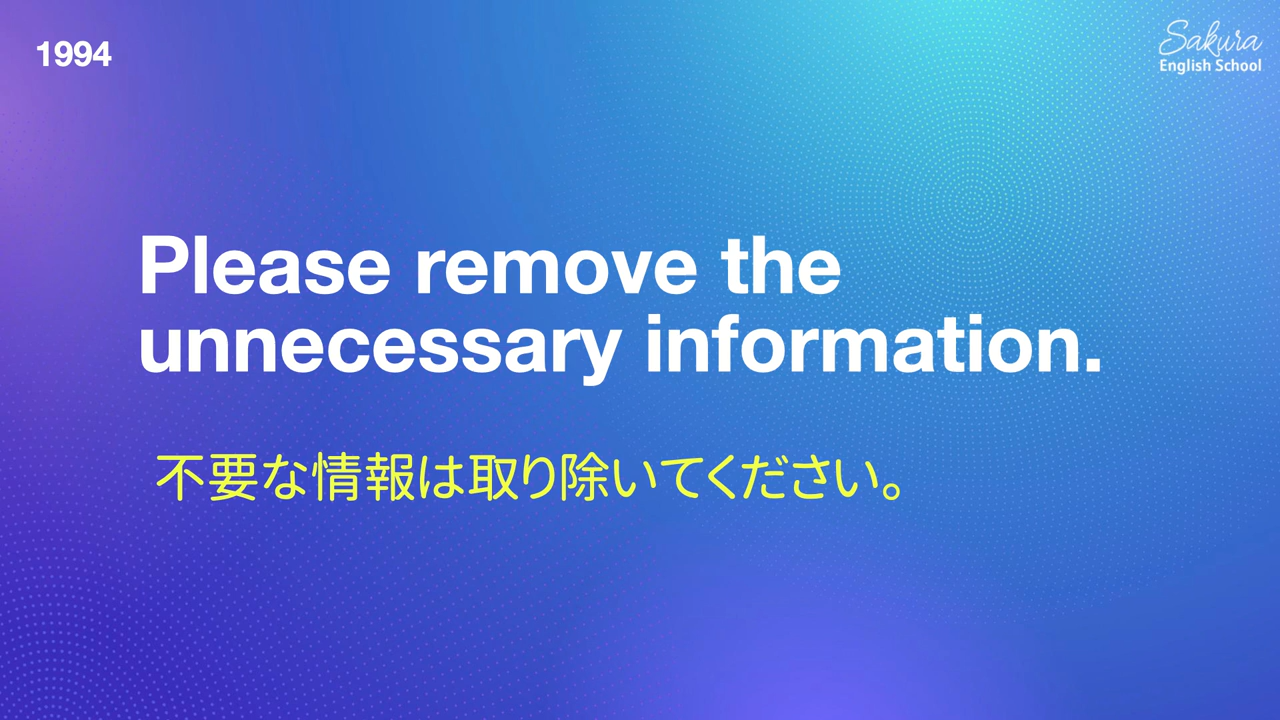 1994
Sakura
English School
Please remove the
unnecessary information.
不要な情報は取り除いてください。